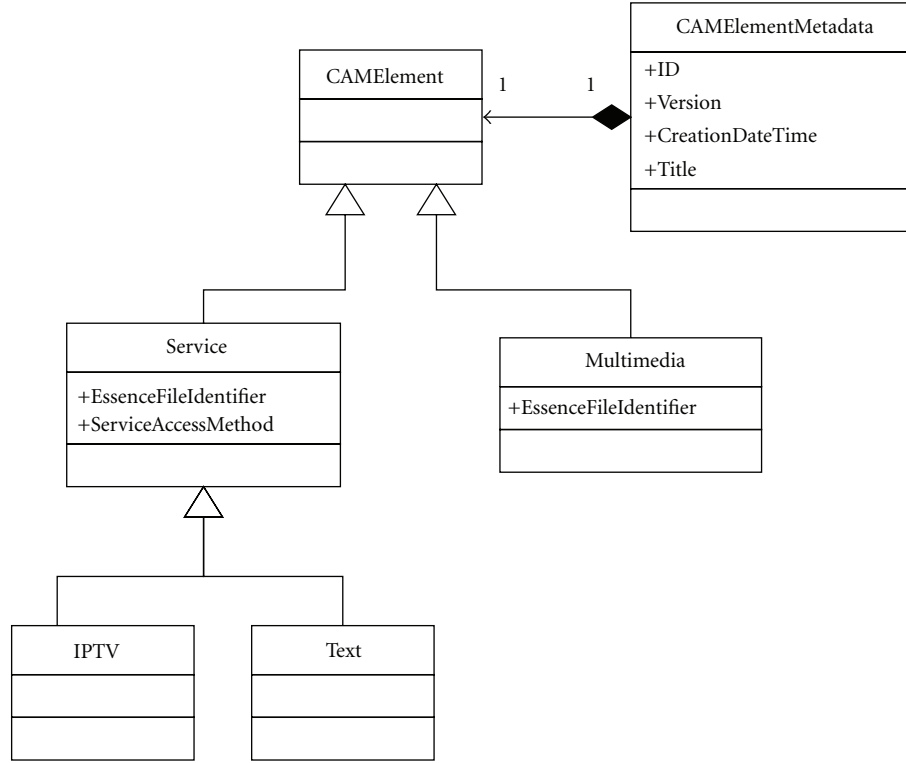 CAMElementMetadata
+ID
+Version
+CreationDateTime
+Title
CAMElement
1 1
Service
+EssenceFileIdentifier
+ServiceAccessMethod
Multimedia
+EssenceFileIdentifier
IPTV
Text